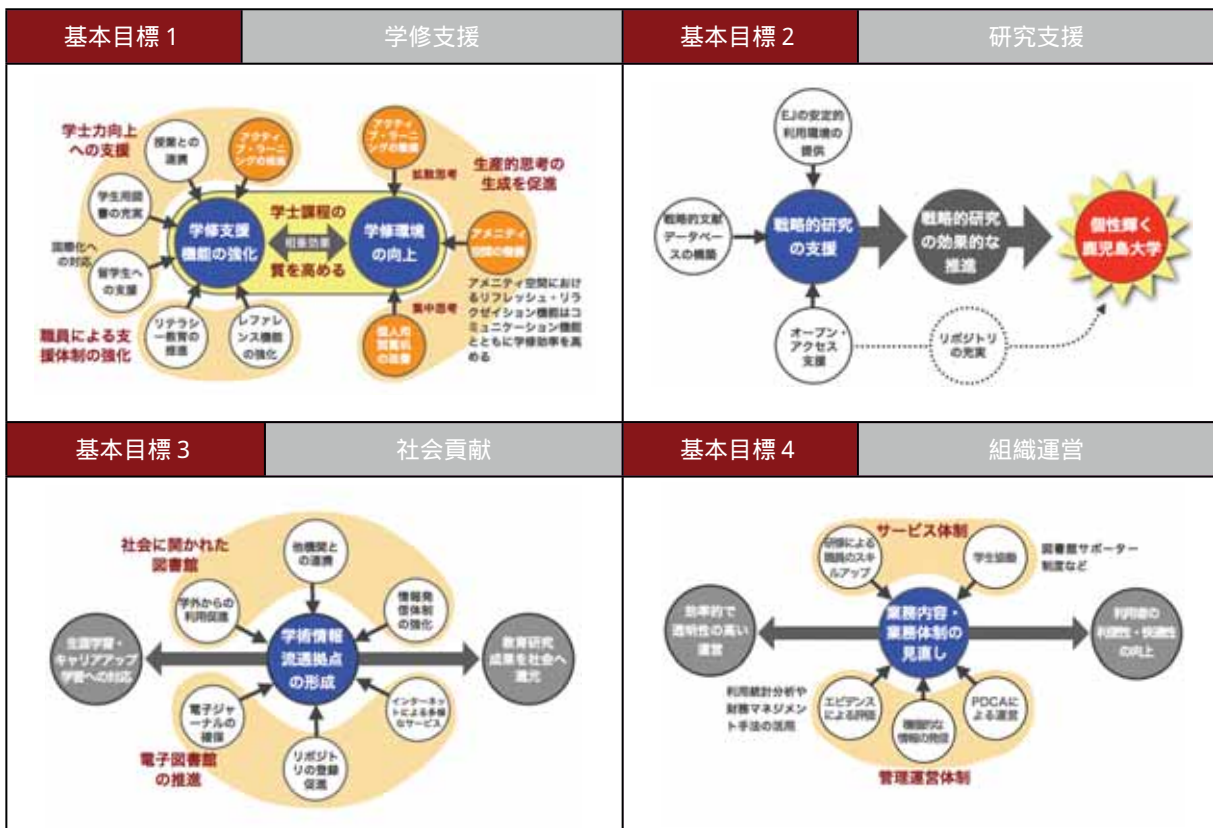 基本目標 1
学修支援
学士力向上
への支援
授業との
連携
アクティ
ブ・ラーニ
ングの推進
学生用図
書の充実
国際化へ
の対応
留学生へ
の支援
職員による支
援体制の強化
リテラシ
ー教育の
推進
レファレ
ンス機能
の強化
学修支援
機能の強化
学士課程の
相乗効果
質を高める
学修環境
の向上
アクティ
ブ・ラーニ
拡散思考
生産的思考の
生成を促進
アメニティ
集中思考
アメニティ空間におけ
るリフレッシュ・リラ
クゼイション機能はコ
ミュニケーション機能
とともに学修効率を高
める
基本目標 2
研究支援
EJの安定的
利用環境の
提供
戦略的文献
データベー
スの構築
オープン・
アクセス
支援
戦略的研究
の支援
戦略的研究
の効果的な
推進
個性輝く
鹿児島大学
リポジトリ
の充実
基本目標 3
社会貢献
社会に開かれた
図書館
他機関と
の連携
学外からの
利用促進
情報発
信体制の
強化
生涯学習・
キャリアアップ
学習への対応
学術情報
流通拠点
の形成
教育研究
成果を社会へ
還元
電子ジャ
ーナルの
確保
リポジト
リの登録
促進
インターネッ
トによる多様
なサービス
電子図書館
の推進
基本目標 4
組織運営
サービス体制
研修による
職員のスキ
ルアップ
学生協働
図書館サポーター
制度など
効率的で
透明性の高い
運営
業務内容・
業務体制の
見直し
利用者の
利便性・快適性
の向上
利用統計分析や
財務マネジメン
ト手法の活用
エビデンス
による評価
情報の発信
PDCAに
よる運営
管理運営体制